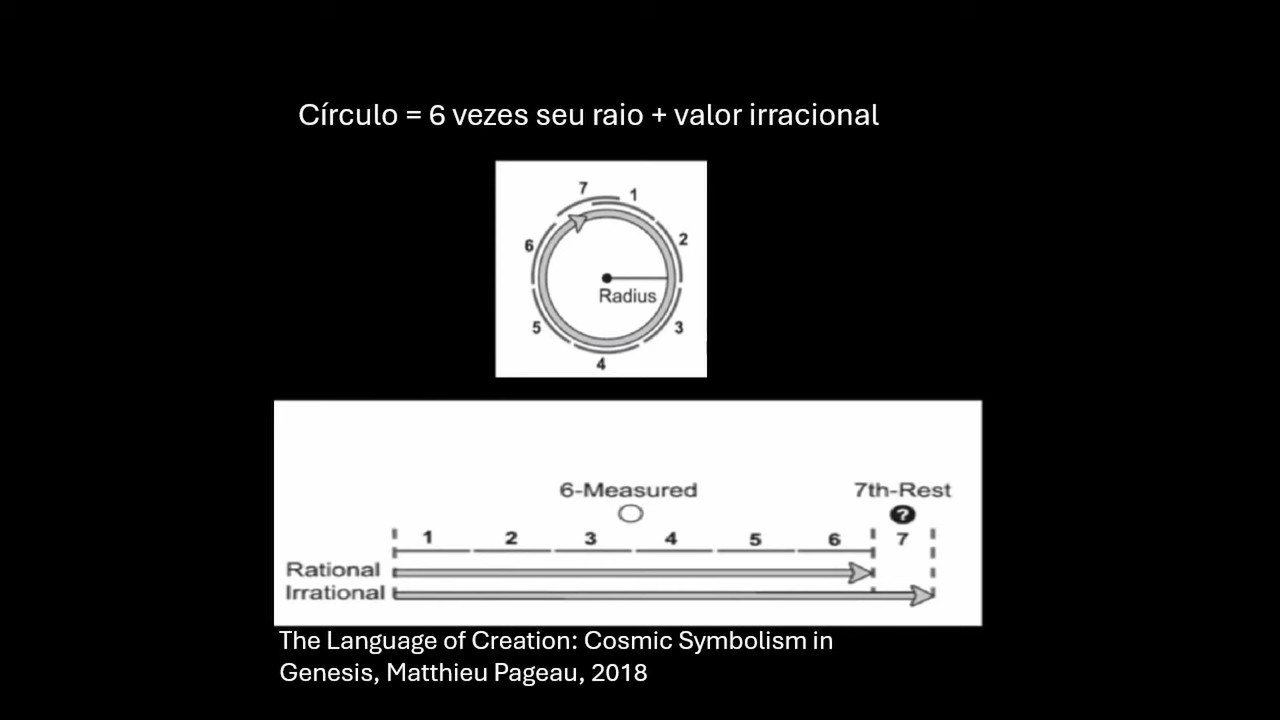 Círculo = 6 vezes seu raio + valor irracional
7 1
6 2
Radius
5 3
4
6-Measured 7th-Rest
?
1 2 3 4 5 6 7
Rational
Irrational
The Language of Creation: Cosmic Symbolism in
Genesis, Matthieu Pageau, 2018